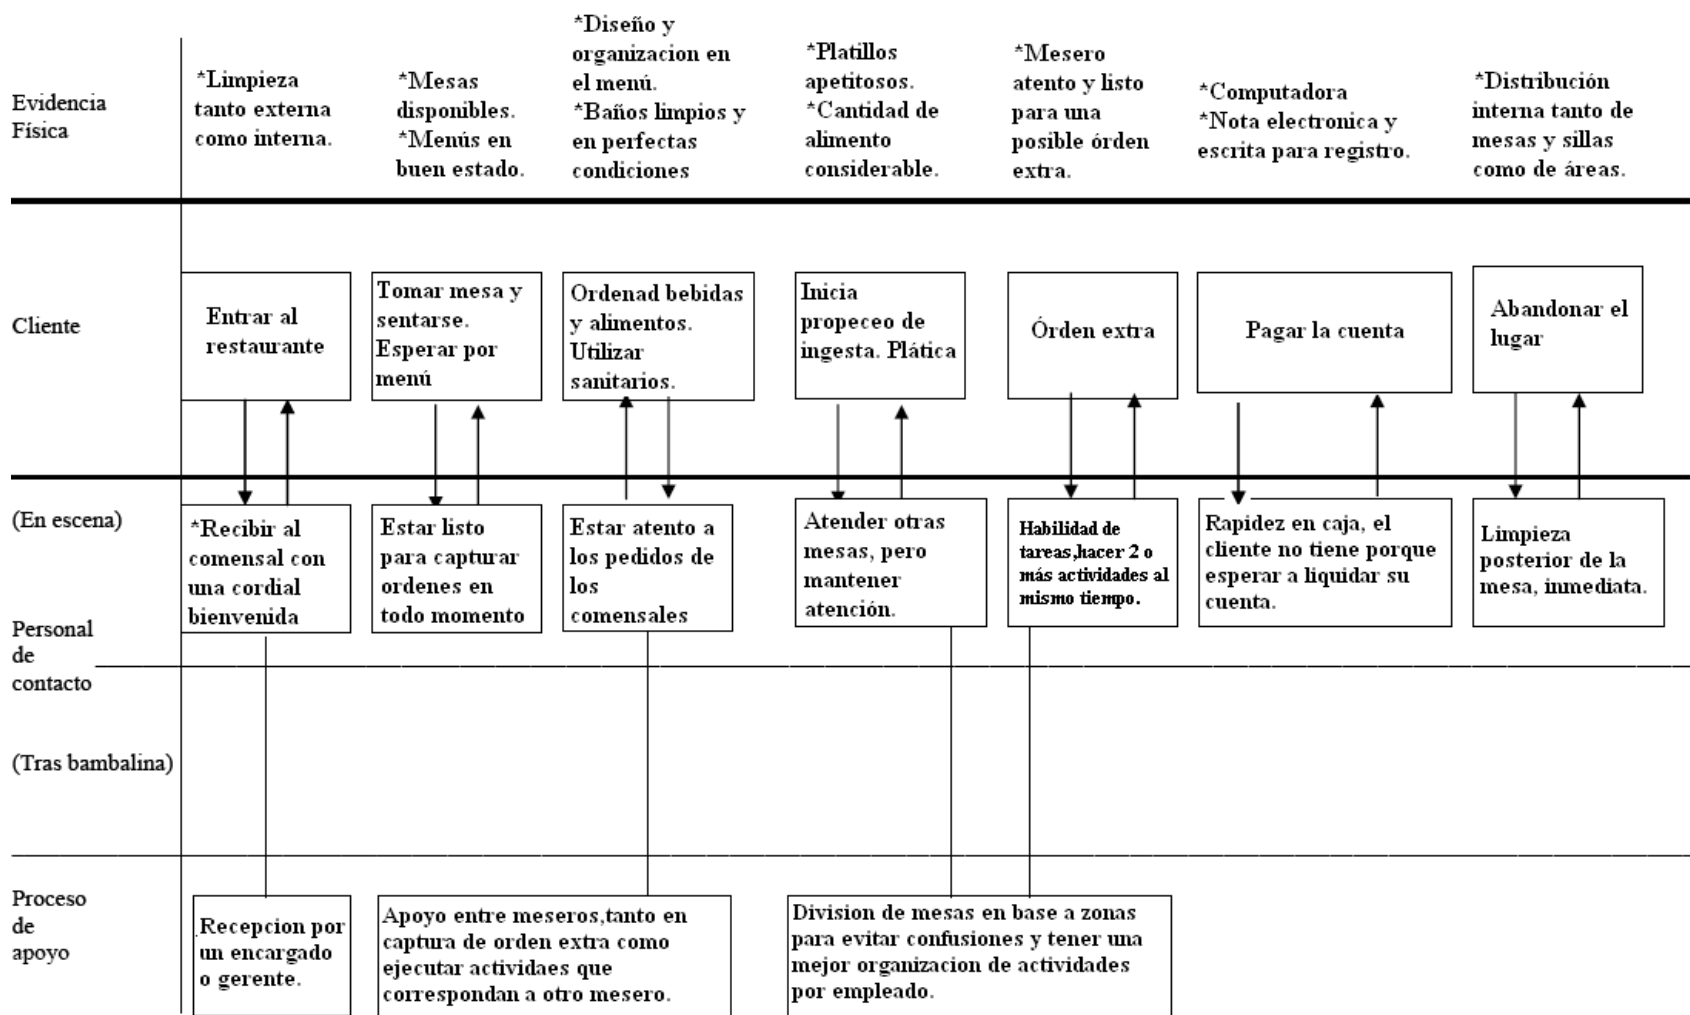 Evidencia
Física
*Limpieza
tanto externa
como interna.
*Mesas
disponibles.
*Menús en
buen estado.
*Diseño y
organizacion en
el menú.
*Baños limpios y
en perfectas
condiciones
*Platillos
apetitosos.
*Cantidad de
alimento
considerable.
*Mesero
atento y listo
para una
posible órden
extra.
*Computadora
*Nota electronica y
escrita para registro.
*Distribución
interna tanto de
mesas y sillas
como de áreas.
Cliente
Entrar al
restaurante
Tomar mesa y
sentarse.
Esperar por
menú
Ordenad bebidas
y alimentos.
Utilizar
sanitarios.
Inicia
propeceo de
ingesta. Plática
Órden extra
Pagar la cuenta
Abandonar el
lugar
(En escena)
*Recibir al
comensal con
una cordial
bienvenida
Estar listo
para capturar
ordenes en
todo momento
Estar atento a
los pedidos de
los
comensales
Atender otras
mesas, pero
mantener
atención.
Habilidad de
tareas,hacer 2 o
más actividades al
mismo tiempo.
Rapidez en caja, el
cliente no tiene porque
esperar a liquidar su
cuenta.
Limpieza
posterior de la
mesa, inmediata.
Personal
de
contacto
(Tras bambalina)
Proceso
de
apoyo
.Recepcion por
un encargado
o gerente.
Apoyo entre meseros,tanto en
captura de orden extra como
ejecutar actividaes que
correspondan a otro mesero.
Division de mesas en base a zonas
para evitar confusiones y tener una
mejor organizacion de actividades
por empleado.